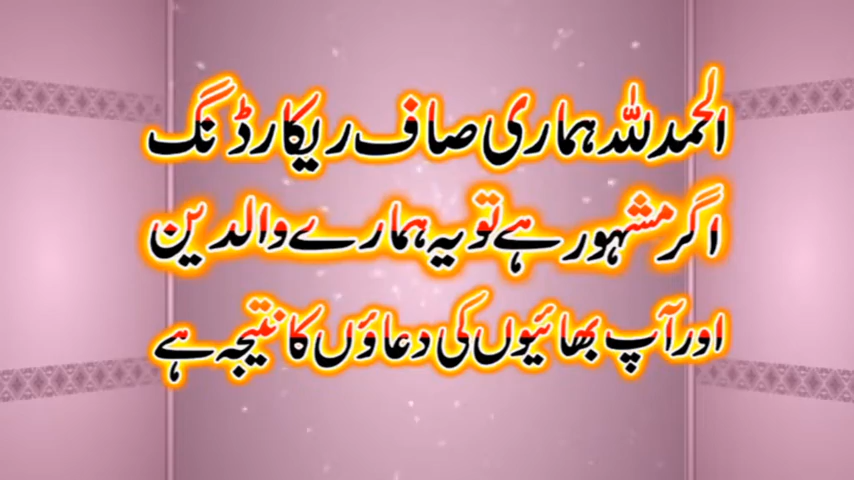 الحمدللہ ہماری صاف ریکارڈنگ
اگر مشہور ہے تو یہ ہمارے والدین
اور آپ بھائیوں کی دعاؤں کا نتیجہ ہے